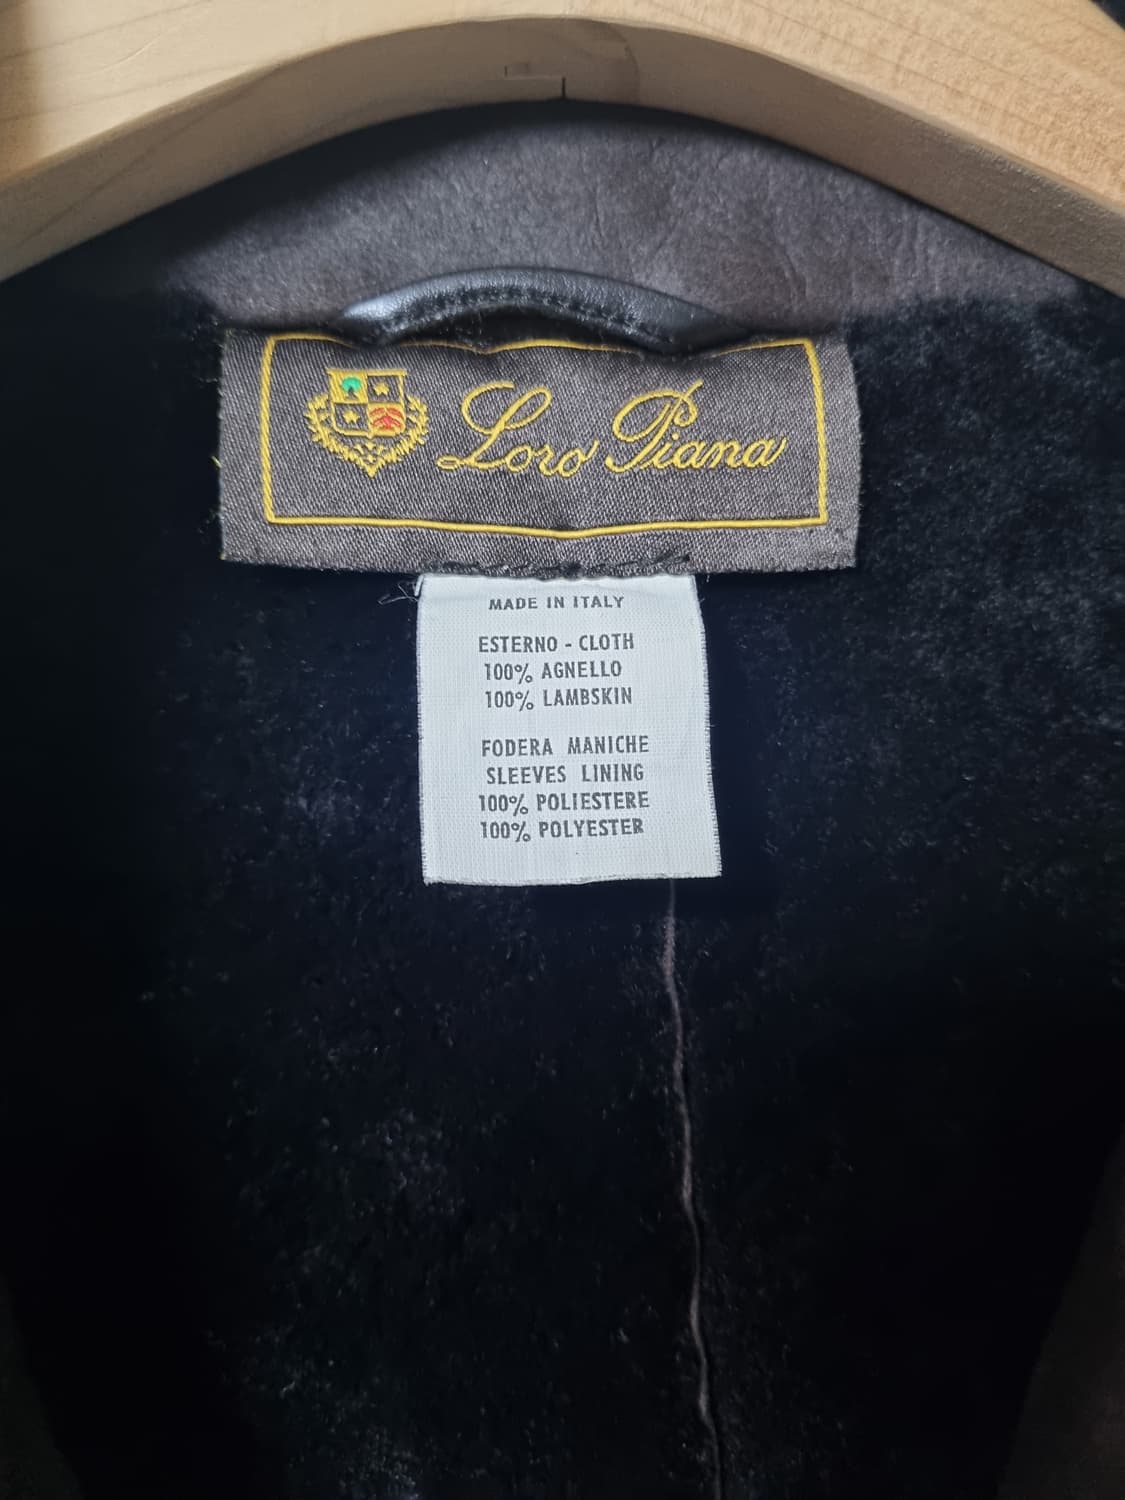 Loro Piana
MADE IN ITALY
ESTERNO - CLOTH
100% AGNELLO
100% LAMBSKIN
FODERA MANICHE
SLEEVES LINING
100% POLIESTERE
100% POLYESTER